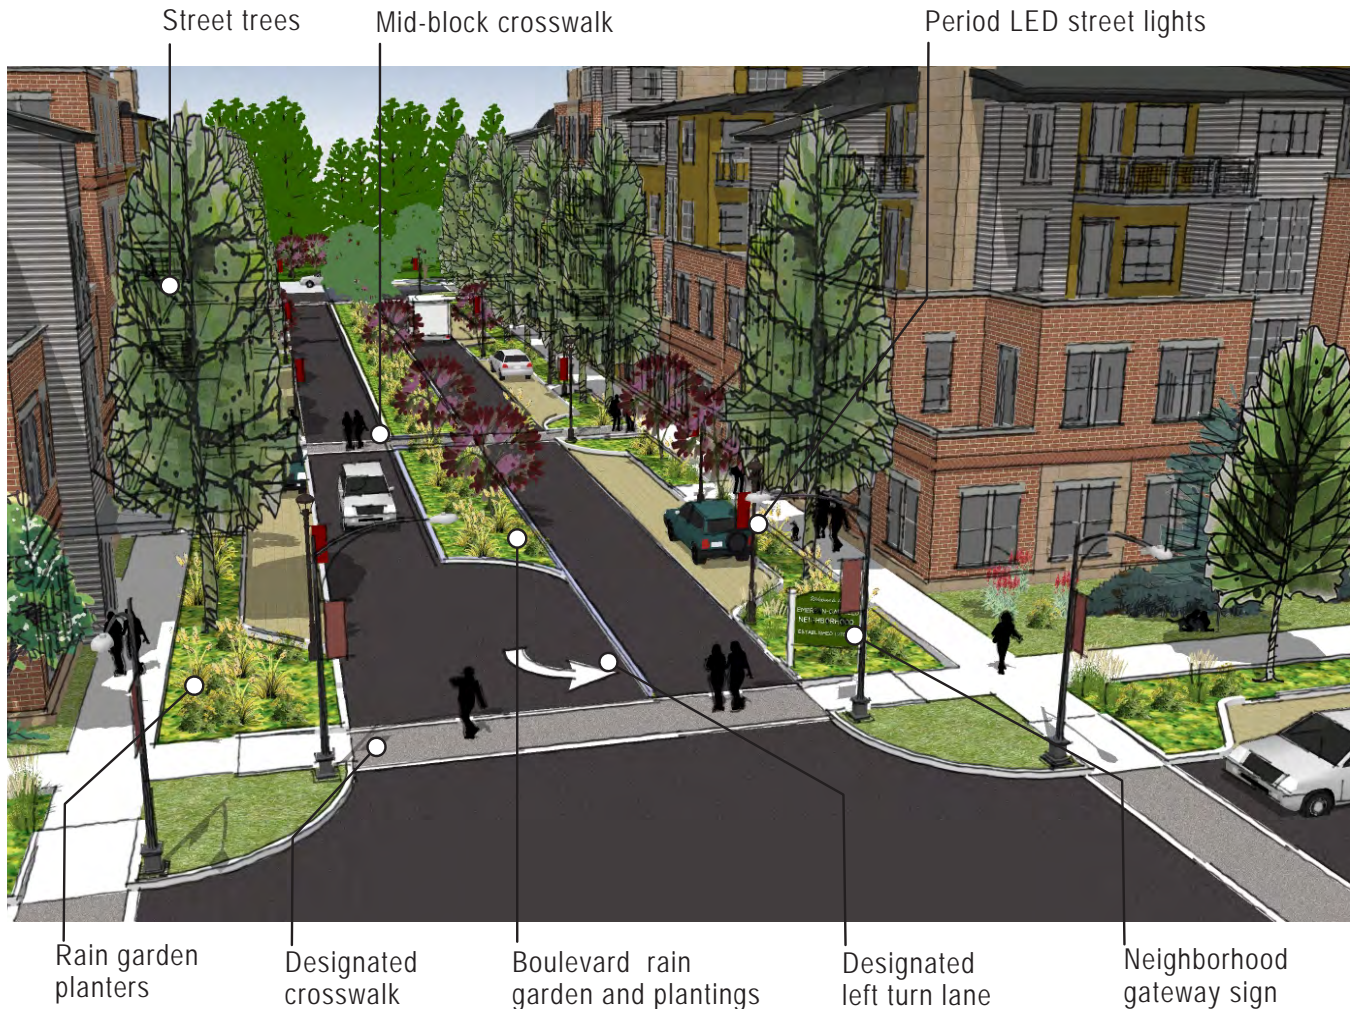 Street trees
Mid-block crosswalk
Period LED street lights
NEIGHBORHOOD
Rain garden
planters
Designated
crosswalk
Boulevard rain
garden and plantings
Designated
left turn lane
Neighborhood
gateway sign